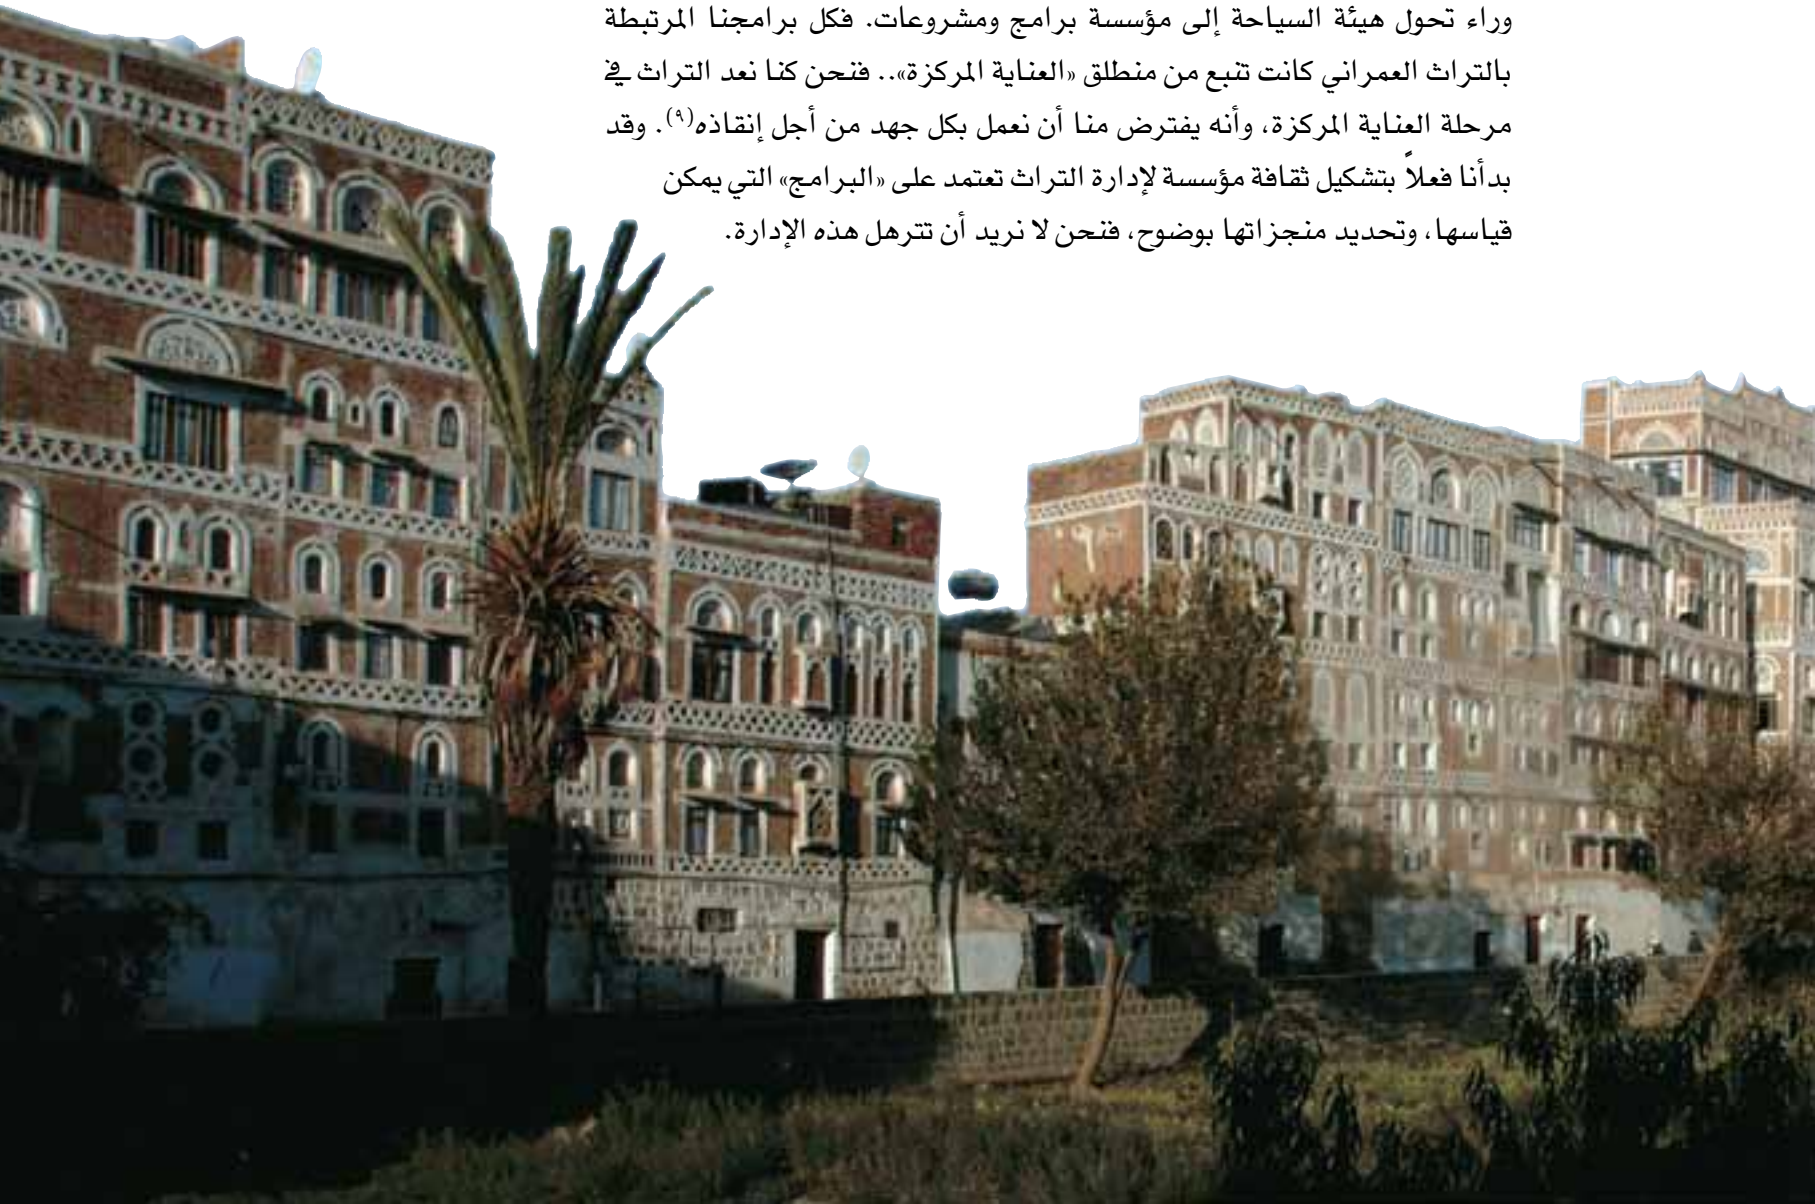 وراء تحول هيئة السياحة إلى مؤسسة برامج ومشروعات. فكل برامجنا المرتبطة
بالتراث العمراني كانت تنبع من منطلق «العناية المركزة».. فنحن كنا نعد التراث في
مرحلة العناية المركزة، وأنه يفترض منا أن نعمل بكل جهد من أجل إنقاذه(٩). وقد
بدأنا فعلاً بتشكيل ثقافة مؤسسة لإدارة التراث تعتمد على «البرامج» التي يمكن
قياسها، وتحديد منجزاتها بوضوح، فنحن لا نريد أن تترهل هذه الإدارة.